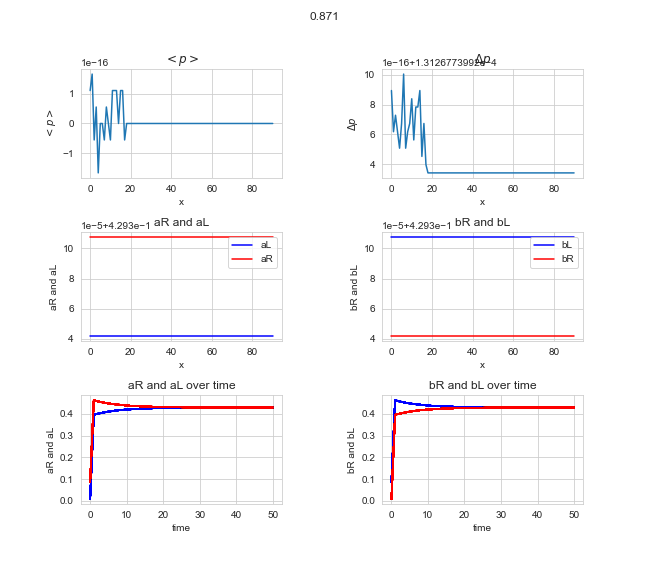 0.871
< p >
Δp
1e−16
1e−16+1.3126773992e−4
< p >
1
0
−1
0 20 40 60 80
x
Δp
10
8
6
4
0 20 40 60 80
x
aR and aL
bR and bL
1e−5+4.293e−1
1e−5+4.293e−1
aR and aL
10
8
6
4
aL
aR
0 20 40 60 80
x
bR and bL
10
8
6
4
bL
bR
0 20 40 60 80
x
aR and aL over time
bR and bL over time
aR and aL
0.4
0.3
0.2
0.1
0.0
0 10 20 30 40 50
time
bR and bL
0.4
0.3
0.2
0.1
0.0
0 10 20 30 40 50
time